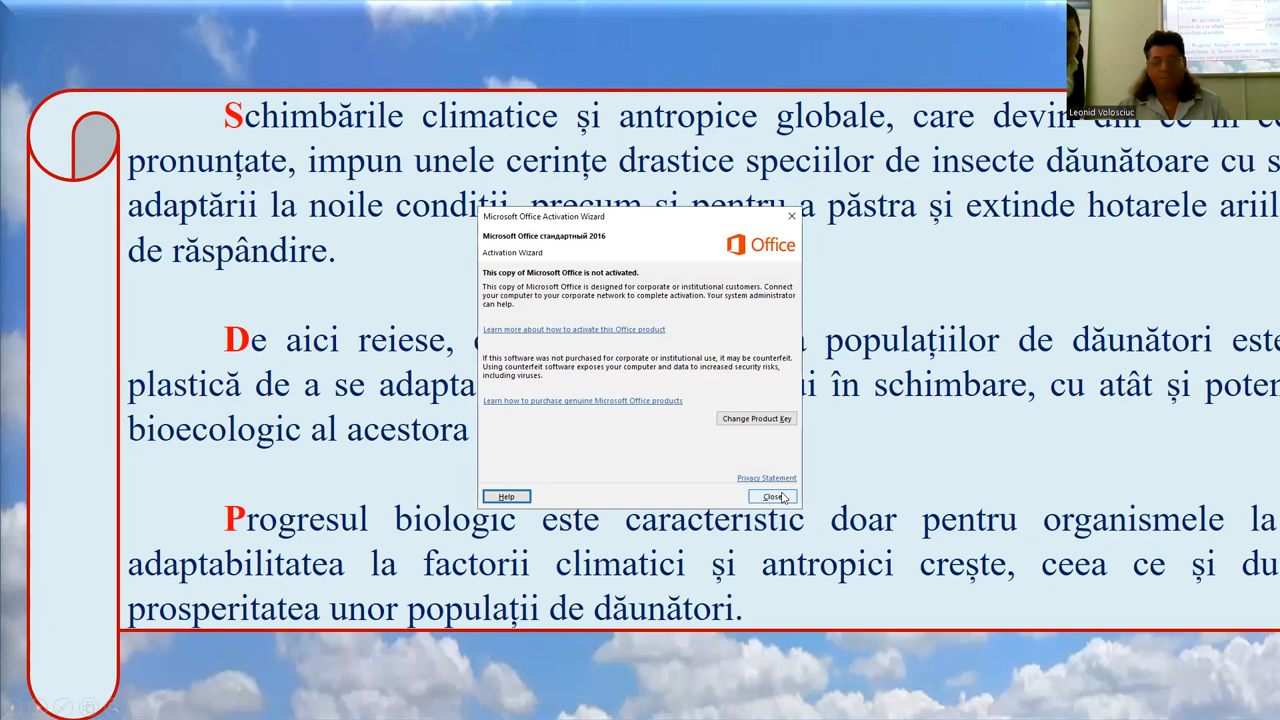 Schimbările climatice și antropice globale, care devin din ce în
pronunțate, impun unele cerințe drastice speciilor de insecte dăunătoare cu
adaptării la noile condiții, precum și pentru a păstra și extinde hotarele
de răspândire.
De aici reiese, populațiilor de dăunători
plastică de a se adapta în schimbare, cu atât și
bioecologic al acestora
Progresul biologic este caracteristic doar pentru organismele la
adaptabilitatea la factorii climatici și antropici crește, ceea ce și
prosperitatea unor populații de dăunători.
Leonid Volosciuc
Microsoft Office Activation Wizard
Microsoft Office стандартный 2016
Office
Activation Wizard
This copy of Microsoft Office is not activated.
This copy of Microsoft Office is designed for corporate or institutional customers. Connect
your computer to your corporate network to complete activation. Your system administrator
can help.
Learn more about how to activate this Office product
If this software was not purchased for corporate or institutional use, it may be counterfeit.
Using counterfeit software exposes your computer and data to increased security risks,
including viruses.
Learn how to purchase genuine Microsoft Office products
Change Product Key
Privacy Statement
Help
Close